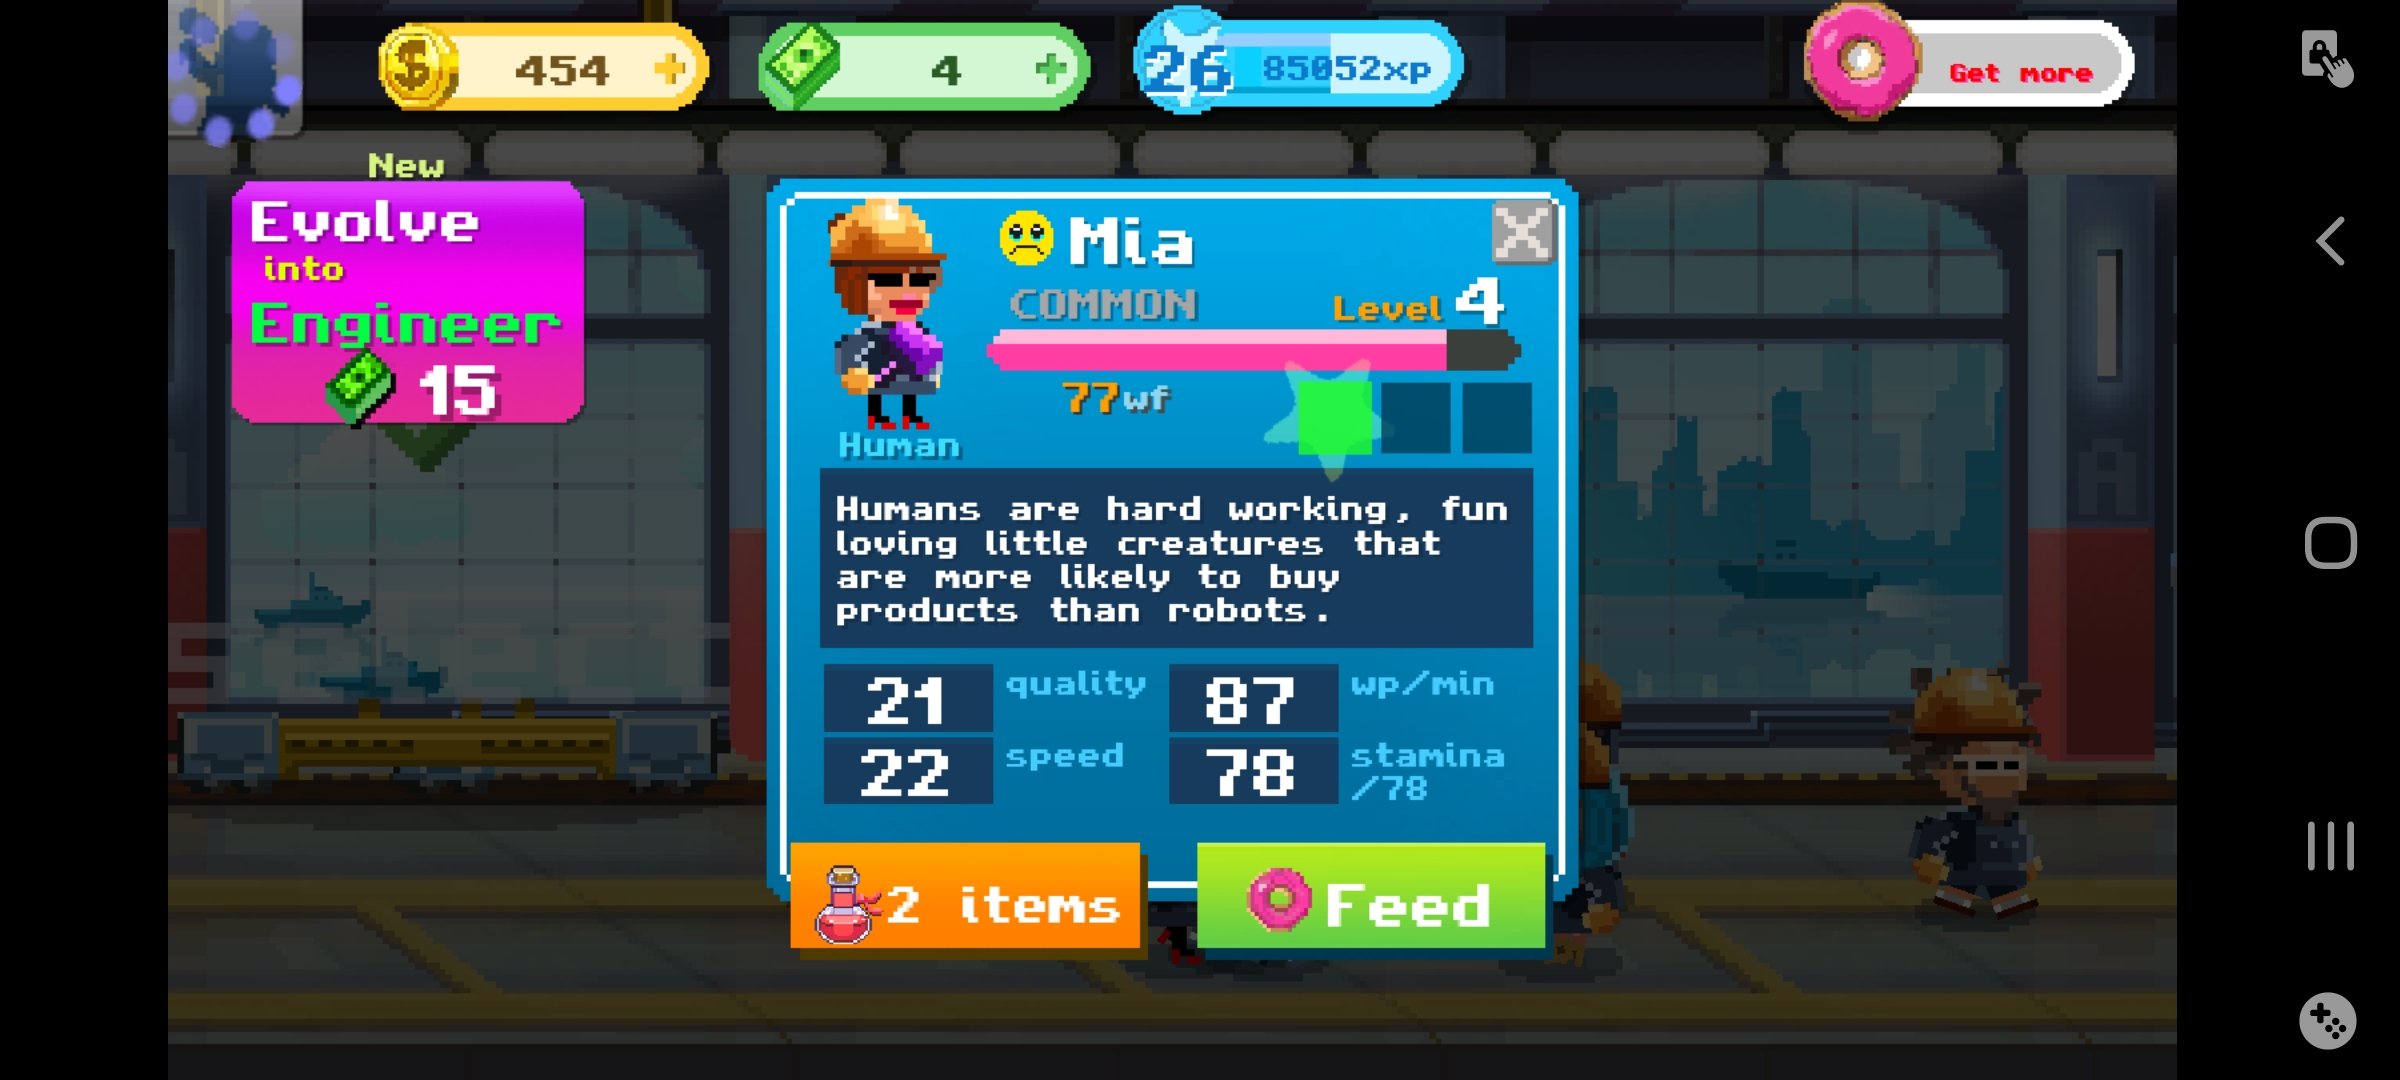 454
4
26
85052xp
Get more
New
Evolve
into
Engineer
15
Mia
COMMON
Level 4
77wf
Human
Humans are hard working, fun
loving little creatures that
are more likely to buy
products than robots.
21 quality
87 wp/min
22 speed
78 stamina
/78
2 items
Feed